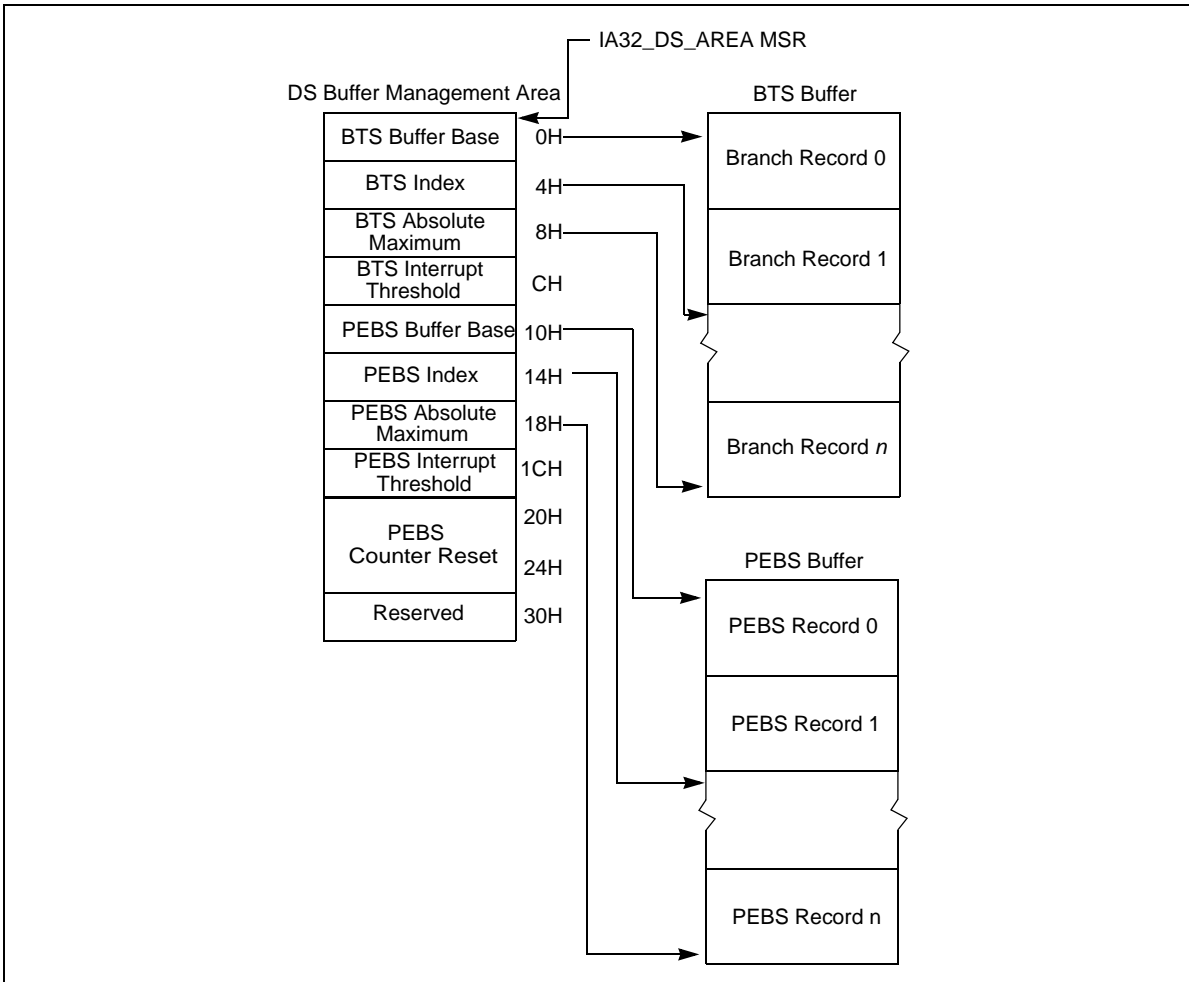 IA32_DS_AREA MSR
DS Buffer Management Area
BTS Buffer Base 0H
BTS Index 4H
BTS Absolute
Maximum 8H
BTS Interrupt
Threshold CH
PEBS Buffer Base 10H
PEBS Index 14H
PEBS Absolute
Maximum 18H
PEBS Interrupt
Threshold 1CH
20H
PEBS
Counter Reset
24H
Reserved 30H
BTS Buffer
Branch Record 0
Branch Record 1
Branch Record n
PEBS Buffer
PEBS Record 0
PEBS Record 1
PEBS Record n